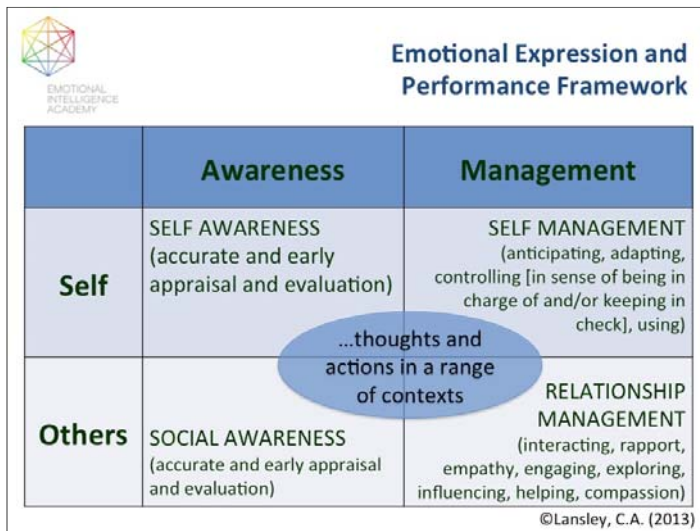 EMOTIONAL
INTELLIGENCE
ACADEMY
Emotional Expression and
Performance Framework
Awareness
Management
Self
SELF AWARENESS
(accurate and early
appraisal and evaluation)
SELF MANAGEMENT
(anticipating, adapting,
controlling [in sense of being in
charge of and/or keeping in
check], using)
...thoughts and
actions in a range
of contexts
Others
SOCIAL AWARENESS
(accurate and early appraisal
and evaluation)
RELATIONSHIP
MANAGEMENT
(interacting, rapport,
empathy, engaging, exploring,
influencing, helping, compassion)
©Lansley, C.A. (2013)